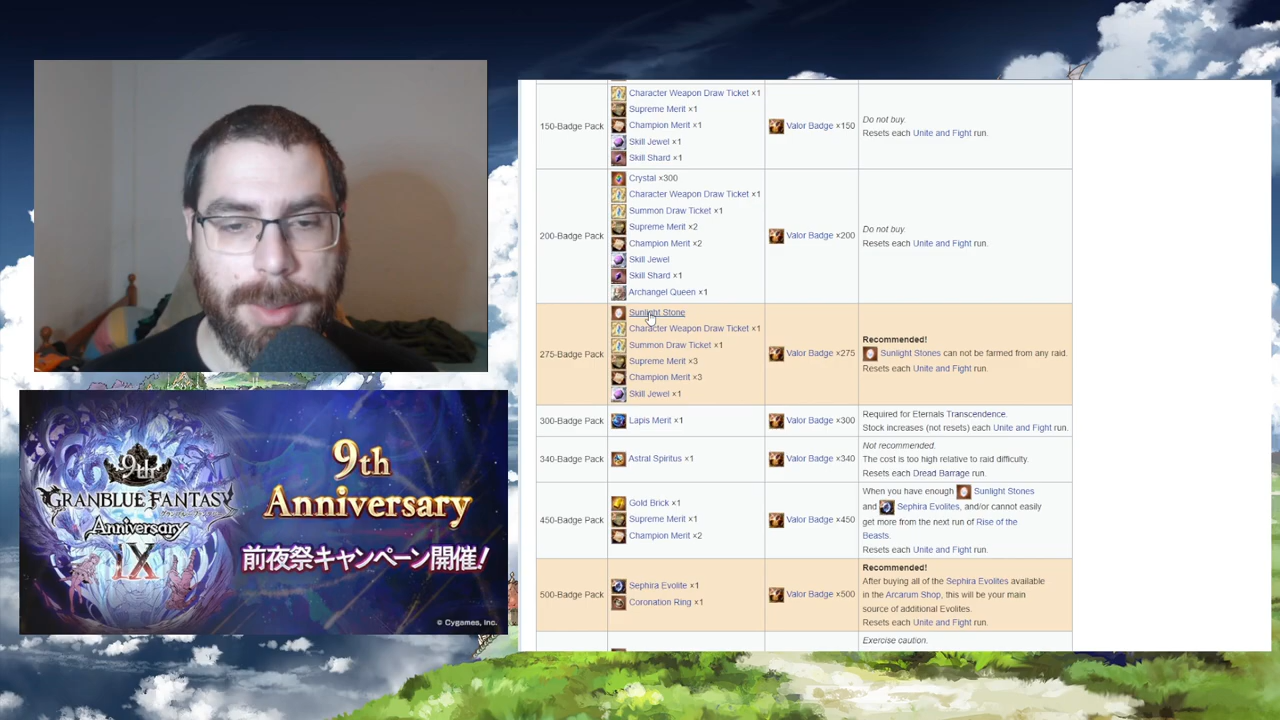 Character Weapon Draw Ticket ×1
Supreme Merit ×1
150-Badge Pack
Champion Merit ×1
Skill Jewel ×1
Skill Shard ×1
Valor Badge ×150
Do not buy.
Resets each Unite and Fight run.
Crystal ×300
Character Weapon Draw Ticket ×1
Summon Draw Ticket ×1
Supreme Merit ×2
200-Badge Pack
Champion Merit ×2
Skill Jewel
Skill Shard ×1
Archangel Queen ×1
Valor Badge ×200
Do not buy.
Resets each Unite and Fight run.
Sunlight Stone
Character Weapon Draw Ticket ×1
Summon Draw Ticket ×1
275-Badge Pack
Supreme Merit ×3
Champion Merit ×3
Skill Jewel ×1
Valor Badge ×275
Recommended!
Sunlight Stones can not be farmed from any raid.
Resets each Unite and Fight run.
300-Badge Pack
Lapis Merit ×1
Valor Badge ×300
Required for Eternals Transcendence.
Stock increases (not resets) each Unite and Fight run.
340-Badge Pack
Astral Spiritus ×1
Valor Badge ×340
Not recommended.
The cost is too high relative to raid difficulty.
Resets each Dread Barrage run.
450-Badge Pack
Gold Brick ×1
Supreme Merit ×1
Champion Merit ×2
Valor Badge ×450
When you have enough Sunlight Stones
and Sephira Evolites, and/or cannot easily
get more from the next run of Rise of the
Beasts.
Resets each Unite and Fight run.
500-Badge Pack
Sephira Evolite ×1
Coronation Ring ×1
Valor Badge ×500
Recommended!
After buying all of the Sephira Evolites available
in the Arcarum Shop, this will be your main
source of additional Evolites.
Resets each Unite and Fight run.
Exercise caution.
9th
GRANBLUE FANTASY
Anniversary
IX
9th
Anniversary
前夜祭キャンペーン開催!
© Cygames, Inc.